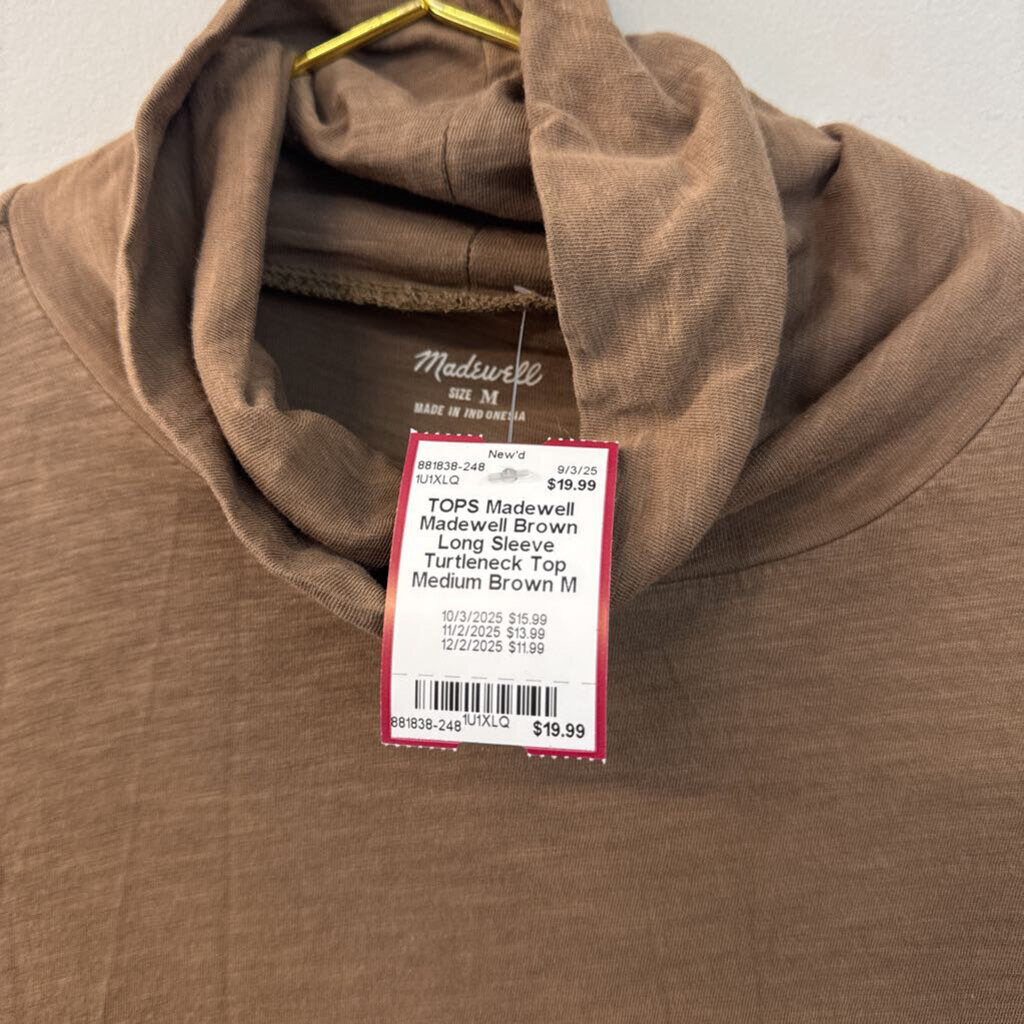 Madewell
SIZE M
MADE IN INDONESIA
New'd
881838-248 9/3/25
1U1XLQ $19.99
TOPS Madewell
Madewell Brown
Long Sleeve
Turtleneck Top
Medium Brown M
10/3/2025 $15.99
11/2/2025 $13.99
12/2/2025 $11.99
881838-248 1U1XLQ $19.99